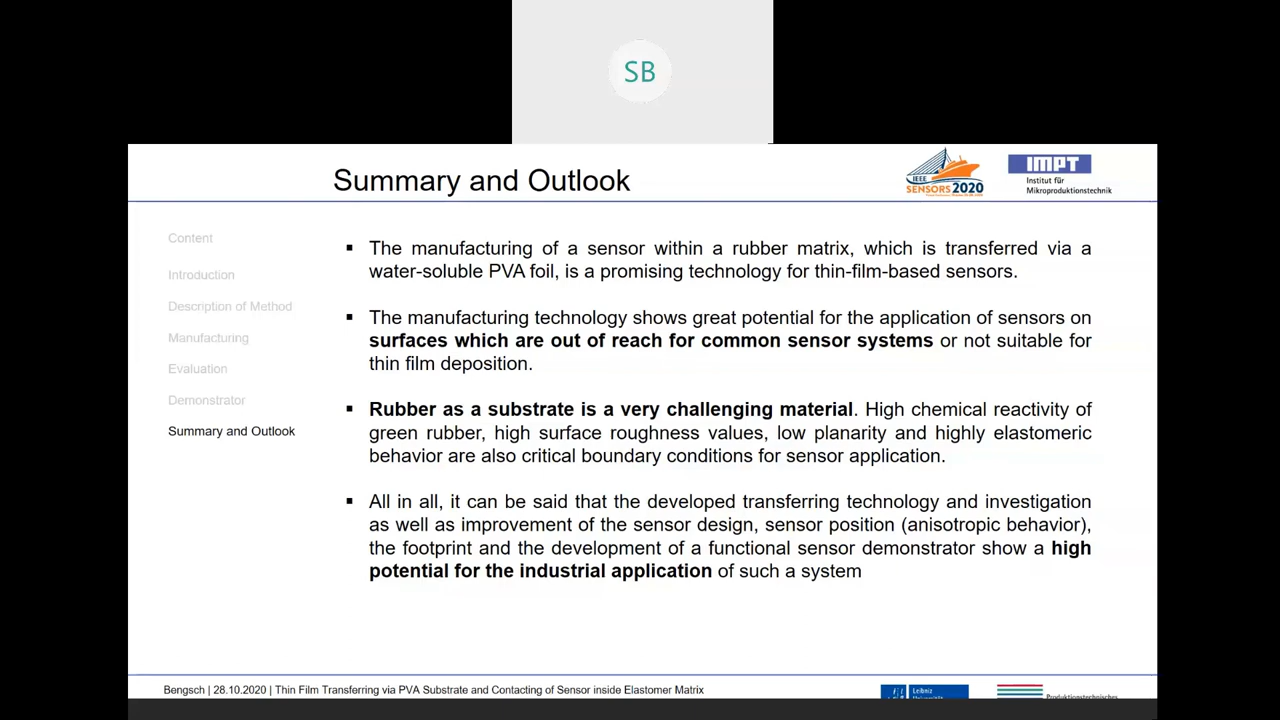 SB
Summary and Outlook
IEEE
SENSORS 2020
IMPT
Institut für
Mikroproduktionstechnik
Content
Introduction
Description of Method
Manufacturing
Evaluation
Demonstrator
Summary and Outlook
▪ The manufacturing of a sensor within a rubber matrix, which is transferred via a
water-soluble PVA foil, is a promising technology for thin-film-based sensors.
▪ The manufacturing technology shows great potential for the application of sensors on
surfaces which are out of reach for common sensor systems or not suitable for
thin film deposition.
▪ Rubber as a substrate is a very challenging material. High chemical reactivity of
green rubber, high surface roughness values, low planarity and highly elastomeric
behavior are also critical boundary conditions for sensor application.
▪ All in all, it can be said that the developed transferring technology and investigation
as well as improvement of the sensor design, sensor position (anisotropic behavior),
the footprint and the development of a functional sensor demonstrator show a high
potential for the industrial application of such a system
Bengsch | 28.10.2020 | Thin Film Transferring via PVA Substrate and Contacting of Sensor inside Elastomer Matrix
Leibniz
Universität
Produktionstechnisches